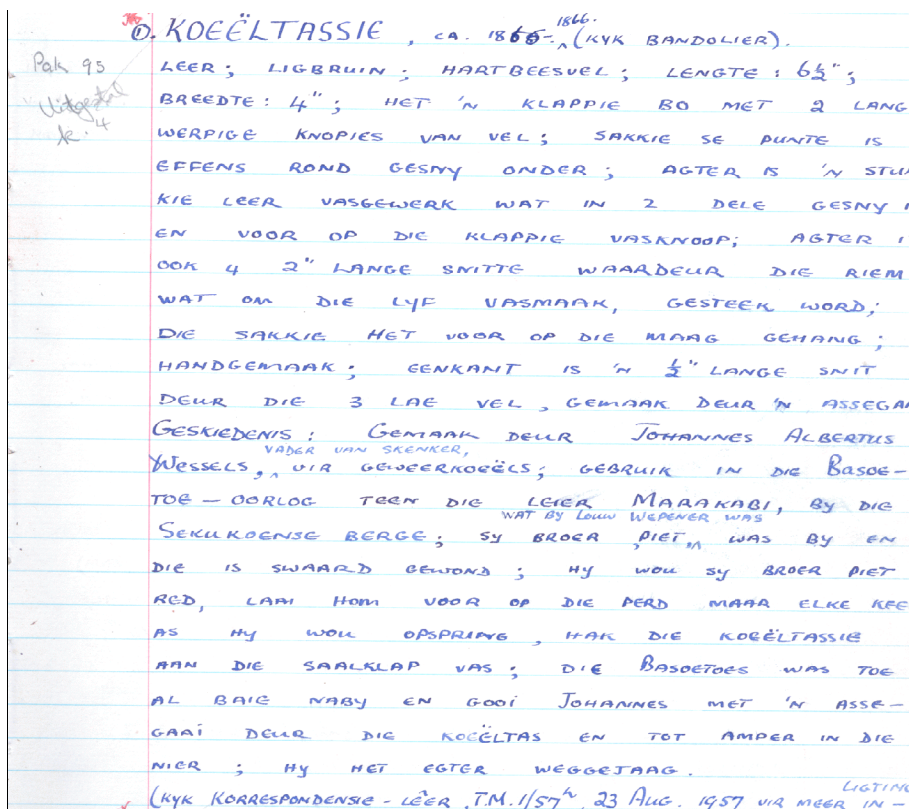 ①. KOEËLTASSIE, CA. 1865-1866. (KYK BANDOLIER).
Pak 95
Uitgestal
k. 4
LEER; LIGBRUIN; HARTBEESVEL; LENGTE: 6½";
BREEDTE: 4"; HET 'N KLAPPIE BO MET 2 LANG
WERPIGE KNOPIES VAN VEL; SAKKIE SE PUNTE IS
EFFENS ROND GESNY ONDER; AGTER IS 'N STUK
KIE LEER VASGEWERK WAT IN 2 DELE GESNY I
EN VOOR OP DIE KLAPPIE VASKNOOP; AGTER I
OOK 4 2" LANGE SNITTE WAARDEUR DIE RIEM
WAT OM DIE LYF VASMAAK, GESTEEK WORD;
DIE SAKKIE HET VOOR OP DIE MAAG GEHANG;
HANDGEMAAK; EENKANT IS 'N ½" LANGE SNIT
DEUR DIE 3 LAE VEL, GEMAAK DEUR 'N ASSEGAA
GESKIEDENIS: GEMAAK DEUR JOHANNES ALBERTUS
VADER VAN SKENKER,
WESSELS, VIR GEWEERKOEËLS; GEBRUIK IN DIE BASOE-
TOE-OORLOG TEEN DIE LEIER MARAKABI, BY DIE
WAT BY LOUW WEPENER WAS
SEKUKOENSE BERGE; SY BROER, PIET, WAS BY EN
DIE IS SWAARD GEWOND; HY WOU SY BROER PIET
RED, LAAI HOM VOOR OP DIE PERD MAAR ELKE KEE
AS HY WOU OPSPRING, HAK DIE KOEËLTASSIE
AAN DIE SAALKLAP VAS; DIE BASOETOES WAS TOE
AL BAIE NABY EN GOOI JOHANNES MET 'N ASSE-
GAAI DEUR DIE KOEËLTAS EN TOT AMPER IN DIE
NIER; HY HET EGTER WEGGEJAAG.
LIGTING
(KYK KORRESPONDENSIE-LÊER, T.M. 1/57 23 AUG. 1957 VIR MEER IN-